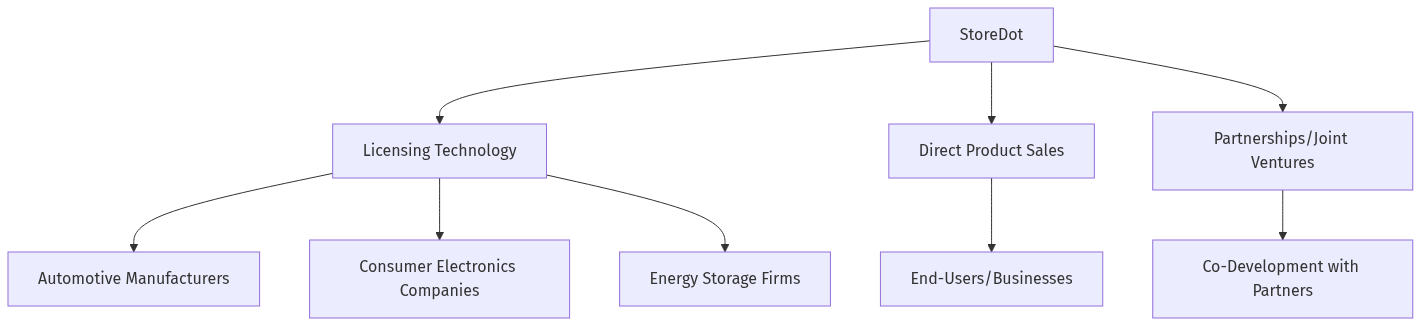 StoreDot
Licensing Technology
Direct Product Sales
Partnerships/Joint
Ventures
Automotive Manufacturers
Consumer Electronics
Companies
Energy Storage Firms
End-Users/Businesses
Co-Development with
Partners